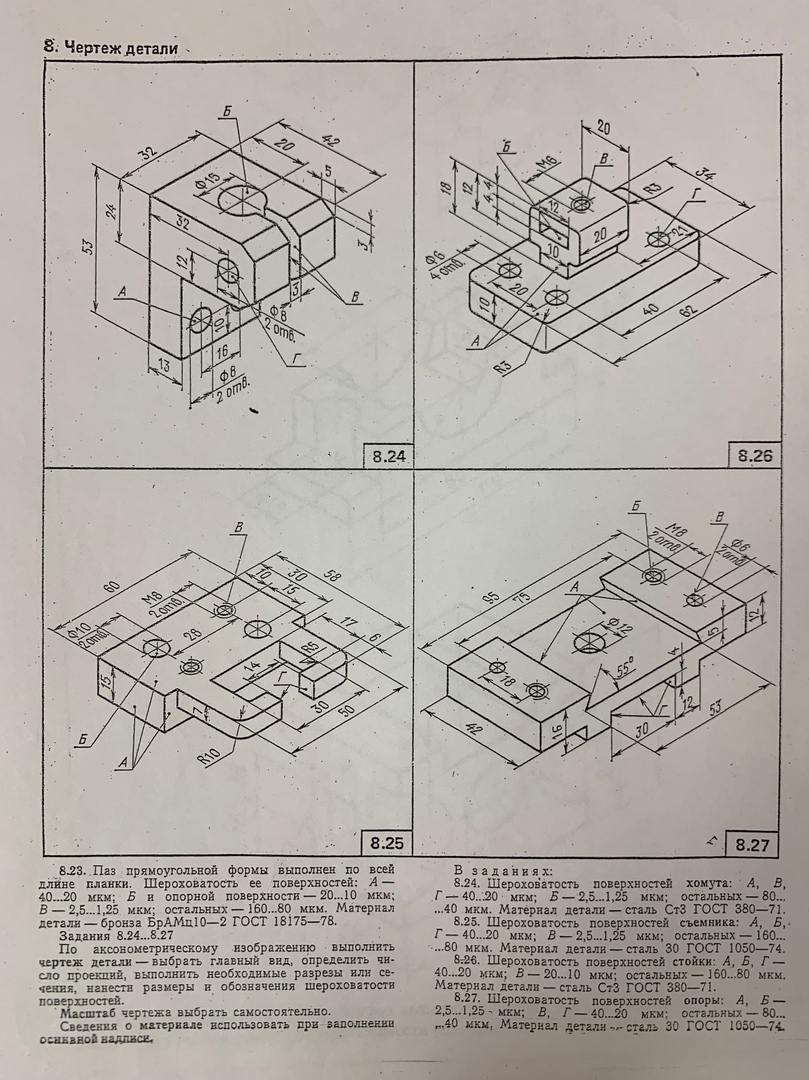 8. Чертеж детали
Б
32
20
42
5
Ф15
24
53
32
12
3
А
10
16
Ф8
2 отв.
3
В
Г
13
Ф8
2 отв.
8.24
20
Б
М6
В
34
18
12
4
4
12
R3
Г
20
21
10
Ф6
4 отв.
20
10
40
62
А
R3
8.26
В
60
10
30
58
15
М8
2 отв.
Ф10
2 отв.
28
17
6
R5
14
15
Г
7
30
50
Б
А
R10
8.25
Б
М8
2 отв.
В
Ф6
2 отв.
95
75
А
Ф12
12
5
4
55°
18
Г
12
53
42
16
30
8.27
8.23. Паз прямоугольной формы выполнен по всей
длине планки. Шероховатость ее поверхностей: А —
40...20 мкм; Б и опорной поверхности — 20...10 мкм;
В — 2,5...1,25 мкм; остальных — 160...80 мкм. Материал
детали — бронза БрАМц10—2 ГОСТ 18175—78.
Задания 8.24...8.27
По аксонометрическому изображению выполнить
чертеж детали — выбрать главный вид, определить чи-
сло проекций, выполнить необходимые разрезы или се-
чения, нанести размеры и обозначения шероховатости
поверхностей.
Масштаб чертежа выбрать самостоятельно.
Сведения о материале использовать при заполнении
основной надписи.
В заданиях:
8.24. Шероховатость поверхностей хомута: А, В,
Г — 40...20 мкм; Б — 2,5...1,25 мкм; остальных — 80...
...40 мкм. Материал детали — сталь Ст3 ГОСТ 380—71.
8.25. Шероховатость поверхностей съемника: А, Б,
Г — 40...20 мкм; В — 2,5...1,25 мкм; остальных — 160...
...80 мкм. Материал детали — сталь 30 ГОСТ 1050—74.
8.26. Шероховатость поверхностей стойки: А, Б, Г —
40...20 мкм; В — 20...10 мкм; остальных — 160...80 мкм.
Материал детали — сталь Ст3 ГОСТ 380—71.
8.27. Шероховатость поверхностей опоры: А, Б —
2,5...1,25 мкм; В, Г — 40...20 мкм; остальных — 80...
...40 мкм. Материал детали — сталь 30 ГОСТ 1050—74.